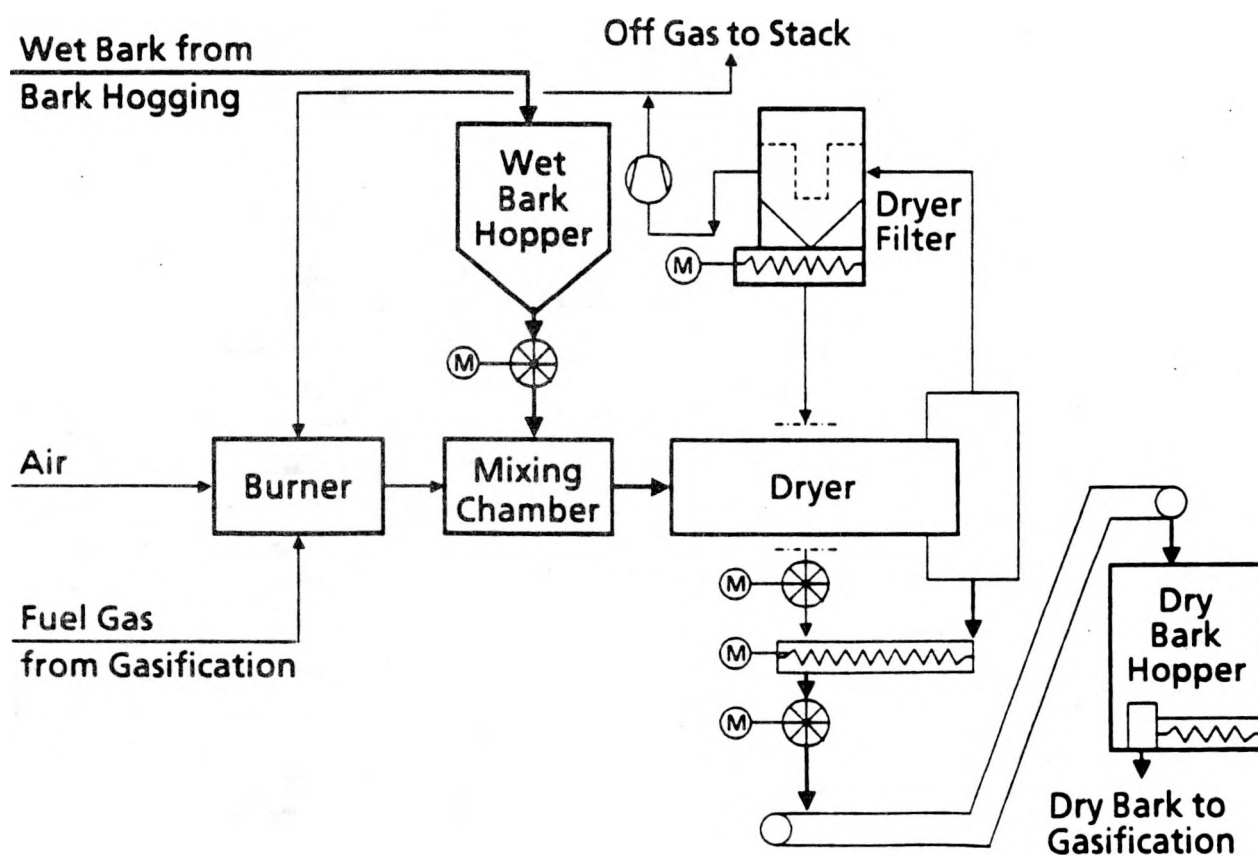 Wet Bark from
Bark Hogging
Off Gas to Stack
Wet
Bark
Hopper
Dryer
Filter
M
M
Air
Burner
Mixing
Chamber
Dryer
M
Fuel Gas
from Gasification
M
M
Dry
Bark
Hopper
Dry Bark to
Gasification